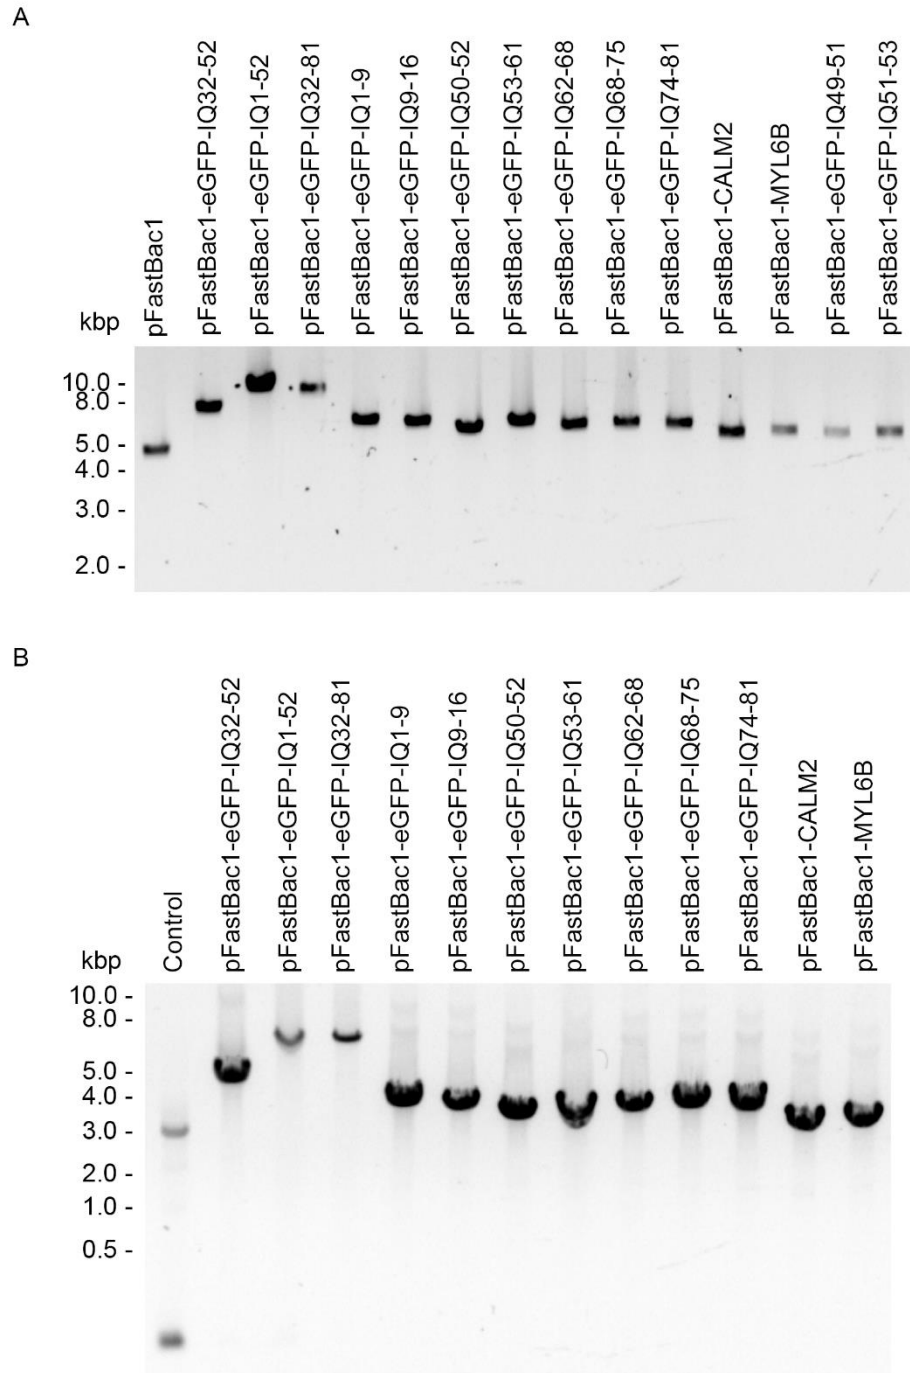 A
kbp
pFastBac1
pFastBac1-eGFP-IQ32-52
pFastBac1-eGFP-IQ1-52
pFastBac1-eGFP-IQ32-81
pFastBac1-eGFP-IQ1-9
pFastBac1-eGFP-IQ9-16
pFastBac1-eGFP-IQ50-52
pFastBac1-eGFP-IQ53-61
pFastBac1-eGFP-IQ62-68
pFastBac1-eGFP-IQ68-75
pFastBac1-eGFP-IQ74-81
pFastBac1-CALM2
pFastBac1-MYL6B
pFastBac1-eGFP-IQ49-51
pFastBac1-eGFP-IQ51-53
10.0 -
8.0 -
5.0 -
4.0 -
3.0 -
2.0 -
B
kbp
Control
pFastBac1-eGFP-IQ32-52
pFastBac1-eGFP-IQ1-52
pFastBac1-eGFP-IQ32-81
pFastBac1-eGFP-IQ1-9
pFastBac1-eGFP-IQ9-16
pFastBac1-eGFP-IQ50-52
pFastBac1-eGFP-IQ53-61
pFastBac1-eGFP-IQ62-68
pFastBac1-eGFP-IQ68-75
pFastBac1-eGFP-IQ74-81
pFastBac1-CALM2
pFastBac1-MYL6B
10.0 -
8.0 -
5.0 -
4.0 -
3.0 -
2.0 -
1.0 -
0.5 -